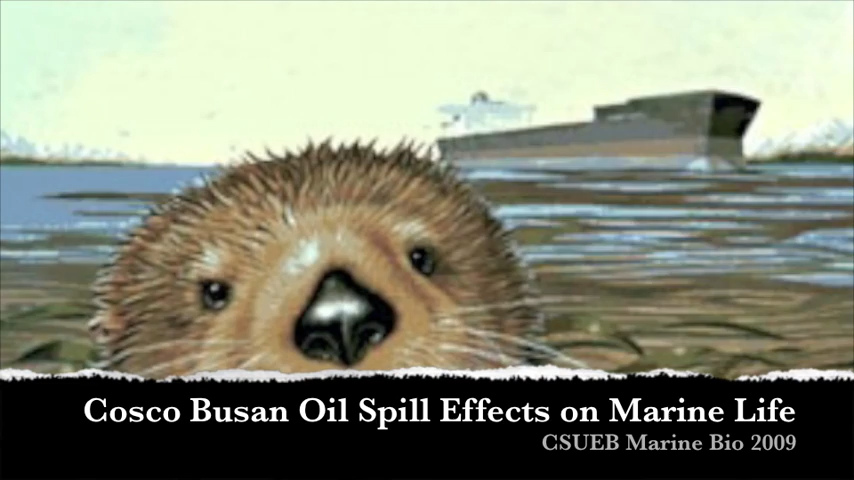 Cosco Busan Oil Spill Effects on Marine Life
CSUEB Marine Bio 2009